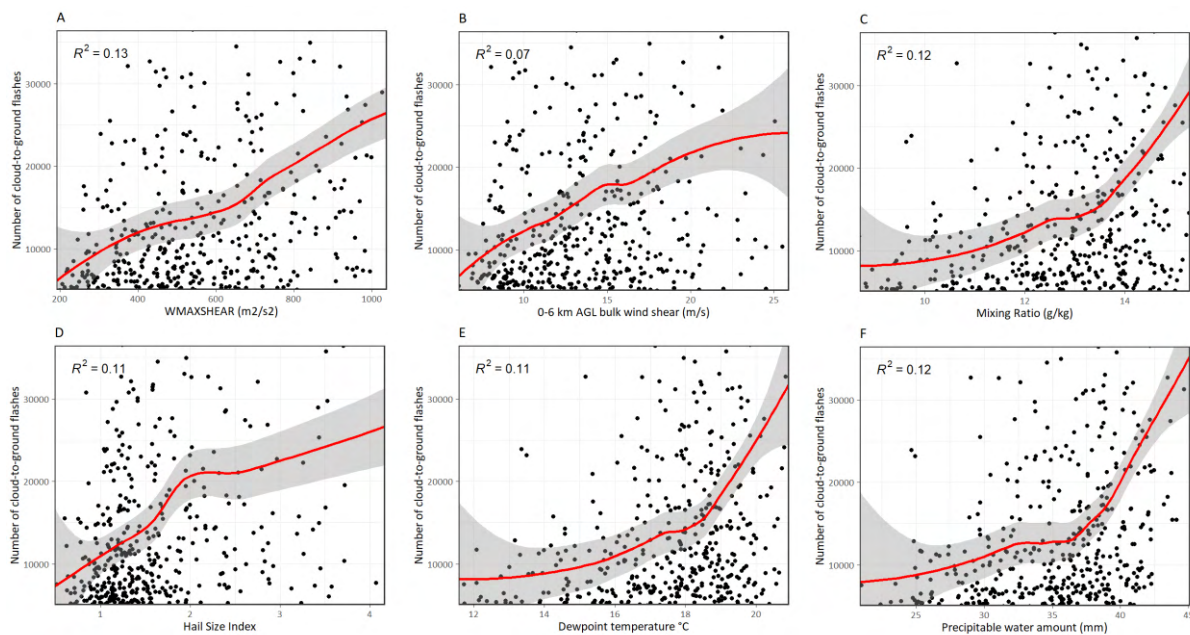 A
R² = 0.13
Number of cloud-to-ground flashes
30000
20000
10000
200 400 600 800 1000
WMAXSHEAR (m2/s2)
B
R² = 0.07
Number of cloud-to-ground flashes
30000
20000
10000
10 15 20 25
0-6 km AGL bulk wind shear (m/s)
C
R² = 0.12
Number of cloud-to-ground flashes
30000
20000
10000
10 12 14
Mixing Ratio (g/kg)
D
R² = 0.11
Number of cloud-to-ground flashes
30000
20000
10000
1 2 3 4
Hail Size Index
E
R² = 0.11
Number of cloud-to-ground flashes
30000
20000
10000
12 14 16 18 20
Dewpoint temperature °C
F
R² = 0.12
Number of cloud-to-ground flashes
30000
20000
10000
25 30 35 40 45
Precipitable water amount (mm)